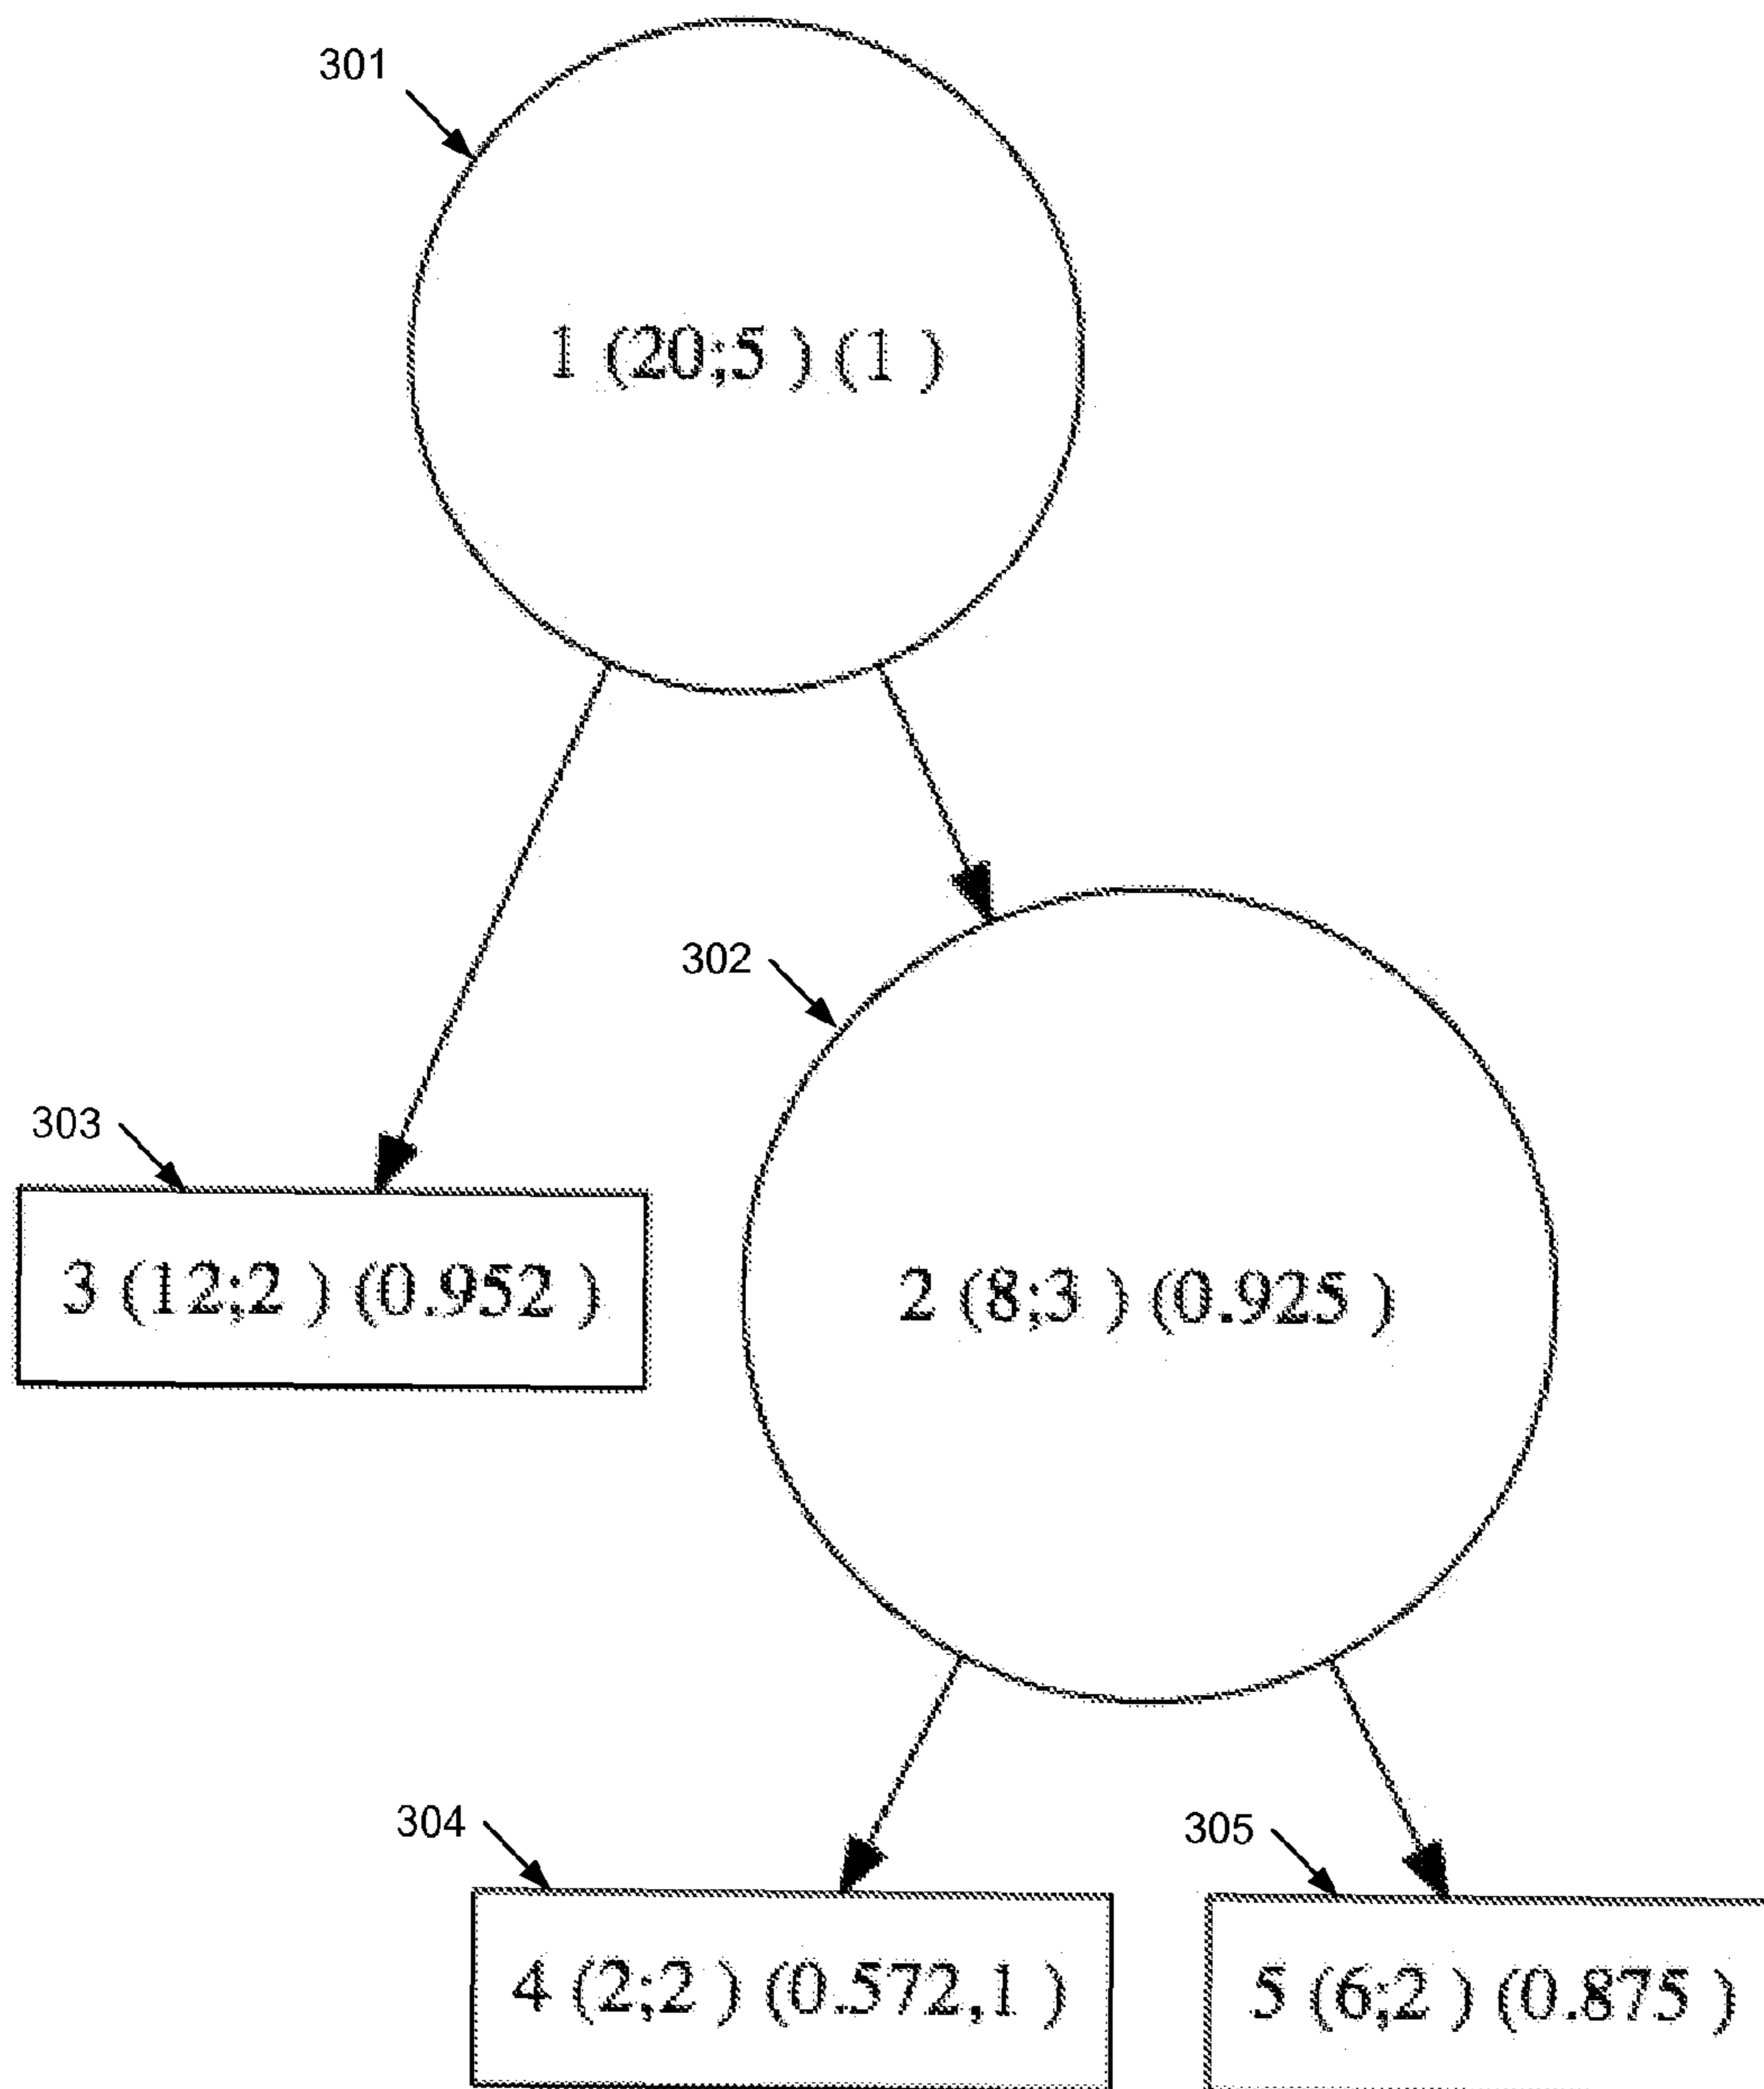 301
1 (20;5 ) (1 )
302
303
3 (12;2 ) (0.952 )
2 (8;3 ) (0.925 )
304
305
4 (2;2 ) (0.572,1 )
5 (6;2 ) (0.875 )